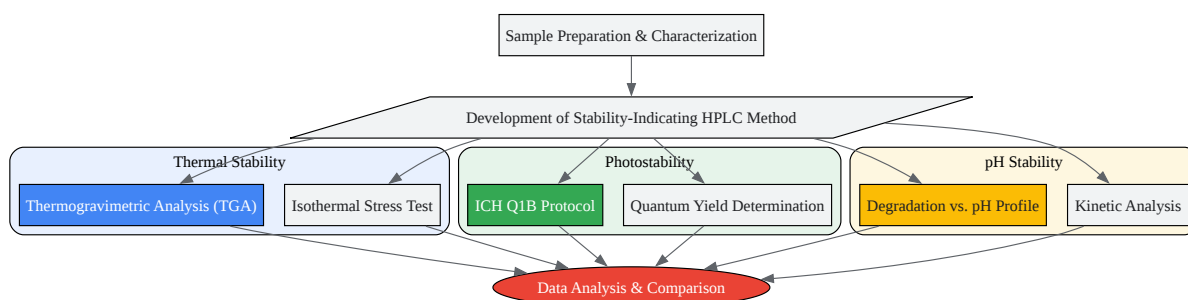 Sample Preparation & Characterization
Development of Stability-Indicating HPLC Method
Thermal Stability
Photostability
pH Stability
Thermogravimetric Analysis (TGA)
Isothermal Stress Test
ICH Q1B Protocol
Quantum Yield Determination
Degradation vs. pH Profile
Kinetic Analysis
Data Analysis & Comparison